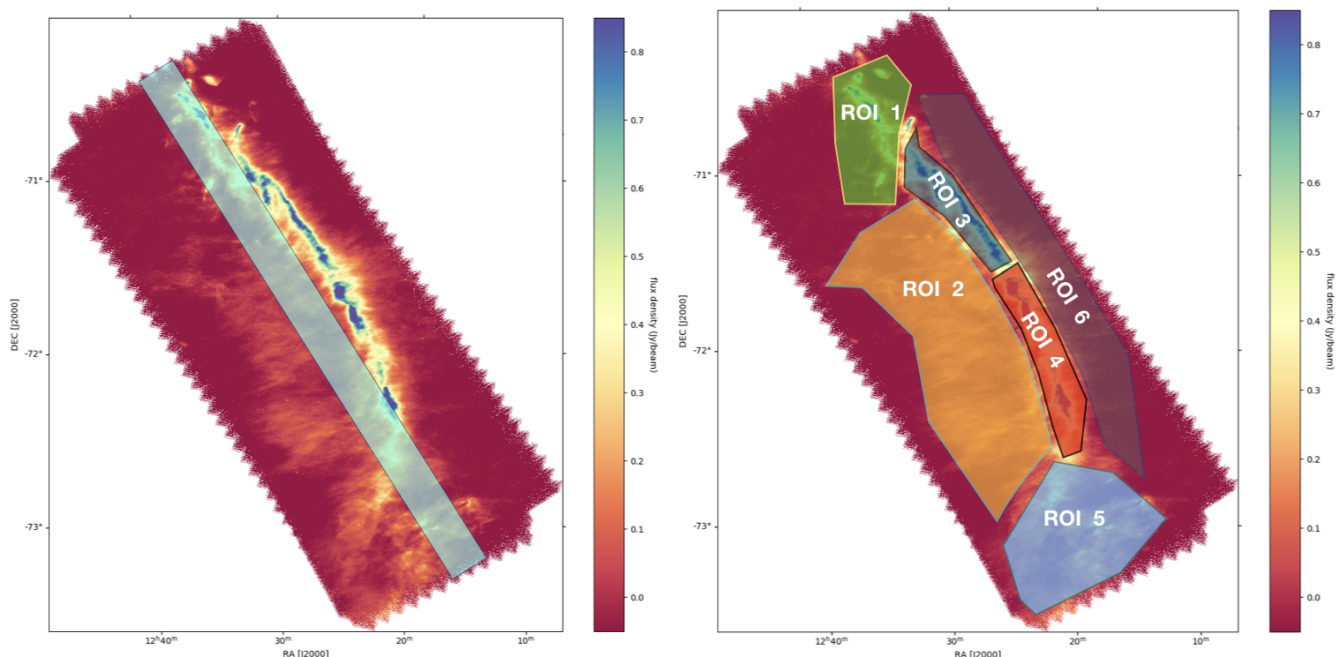 0.8
0.7
0.6
0.5
0.4
0.3
0.2
0.1
0.0
flux density (Jy/beam)
-71°
-72°
-73°
DEC [J2000]
12ʰ40ᵐ
30ᵐ
20ᵐ
10ᵐ
RA [J2000]
ROI 1
ROI 2
ROI 3
ROI 4
ROI 5
ROI 6
0.8
0.7
0.6
0.5
0.4
0.3
0.2
0.1
0.0
flux density (Jy/beam)
-71°
-72°
-73°
DEC [J2000]
12ʰ40ᵐ
30ᵐ
20ᵐ
10ᵐ
RA [J2000]